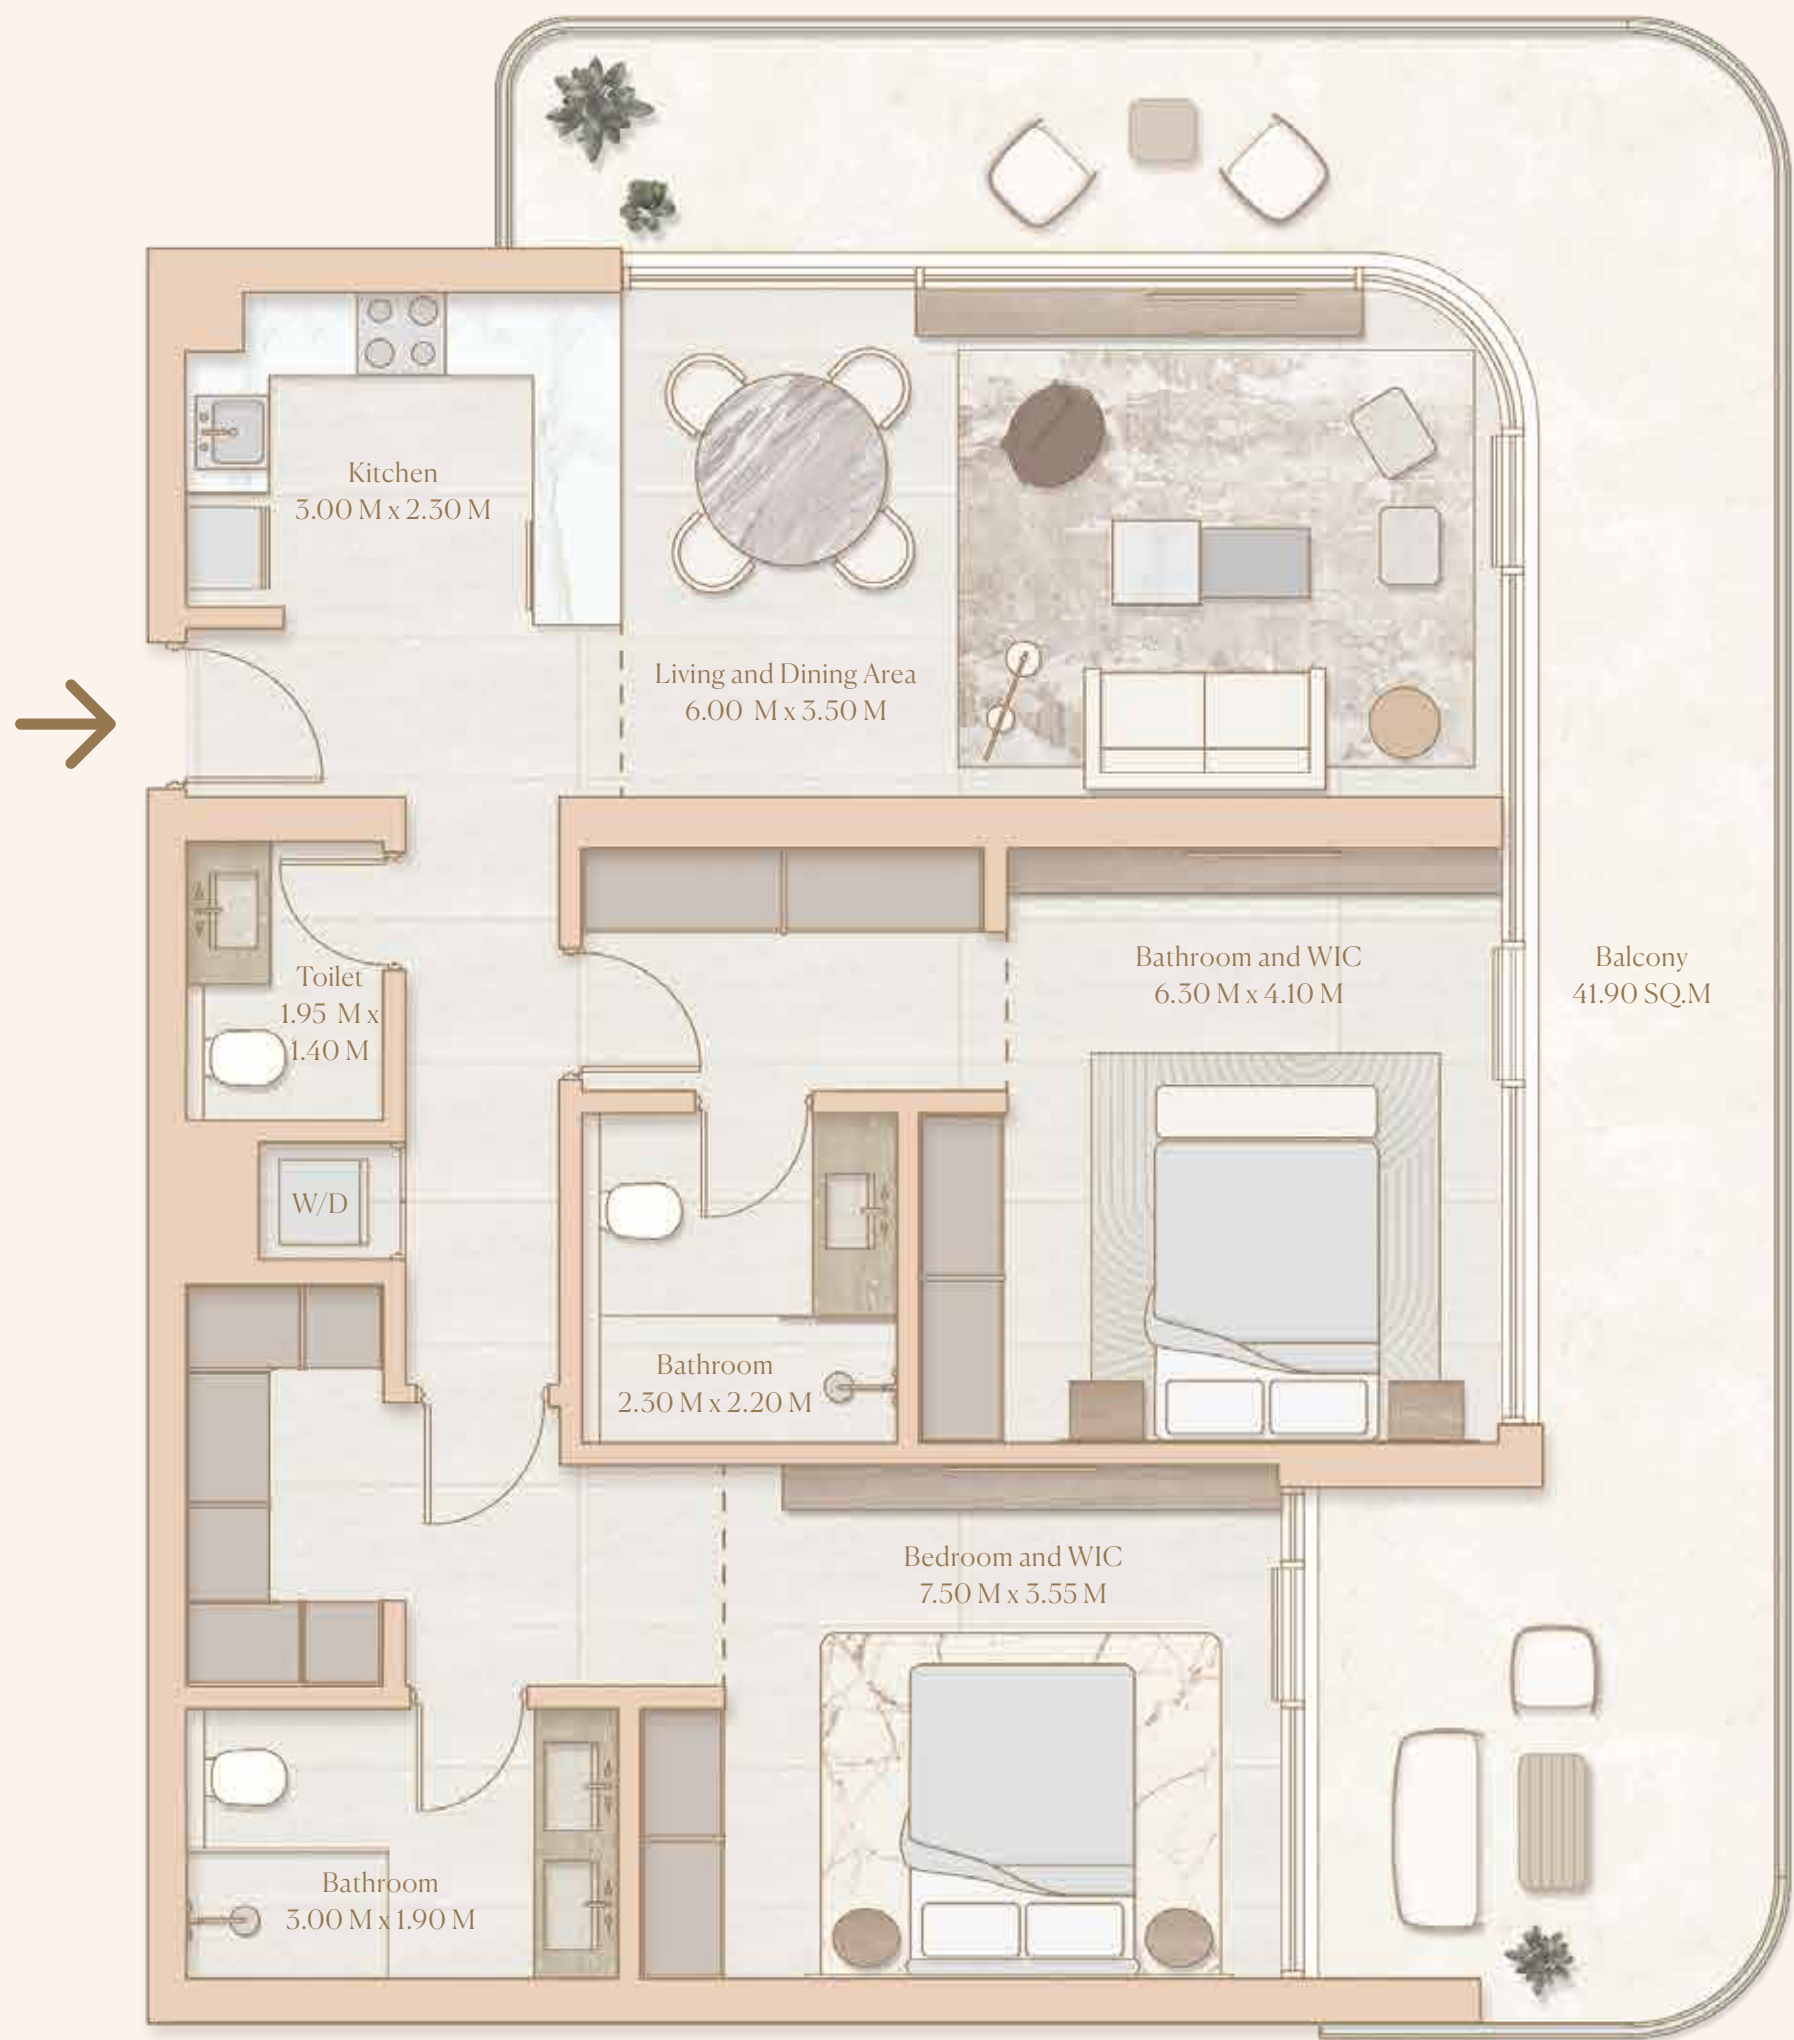 Kitchen
3.00 M x 2.30 M
Living and Dining Area
6.00 M x 3.50 M
Bathroom and WIC
6.30 M x 4.10 M
Balcony
41.90 SQ.M
Toilet
1.95 M x
1.40 M
W/D
Bathroom
2.30 M x 2.20 M
Bedroom and WIC
7.50 M x 3.55 M
Bathroom
3.00 M x 1.90 M